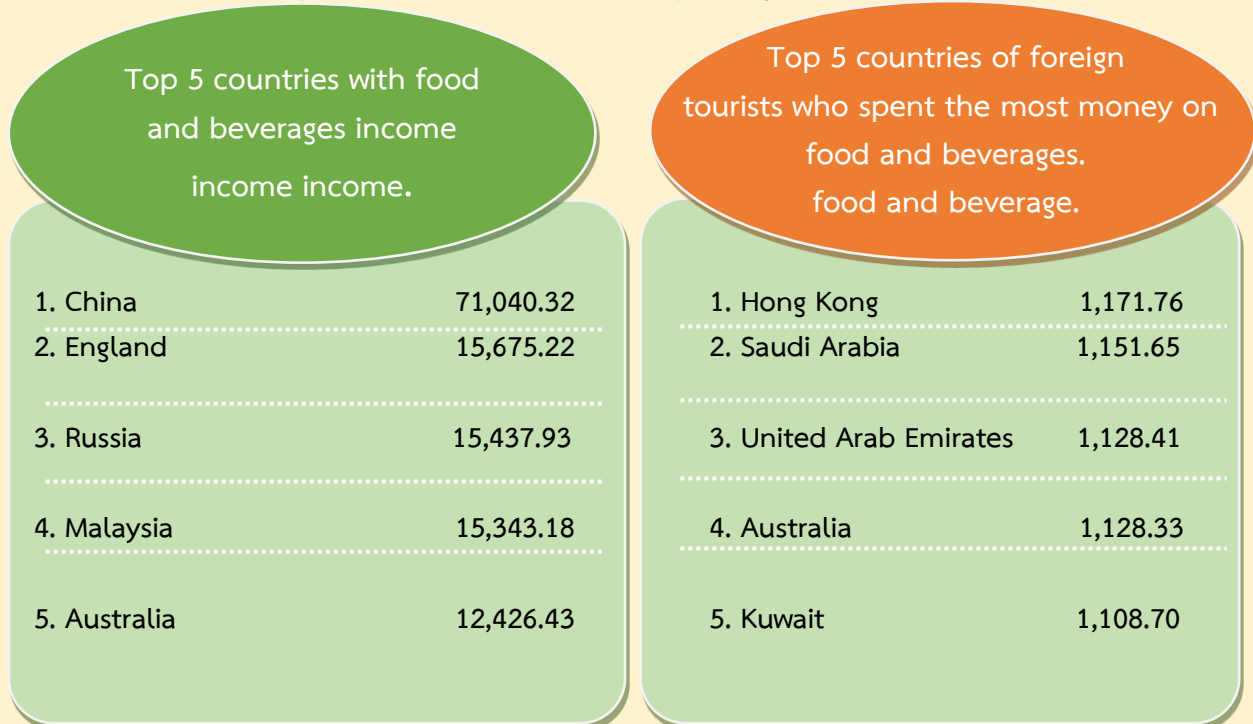 Top 5 countries with food
and beverages income
income income.
1. China 71,040.32
2. England 15,675.22
3. Russia 15,437.93
4. Malaysia 15,343.18
5. Australia 12,426.43
Top 5 countries of foreign
tourists who spent the most money on
food and beverages.
food and beverage.
1. Hong Kong 1,171.76
2. Saudi Arabia 1,151.65
3. United Arab Emirates 1,128.41
4. Australia 1,128.33
5. Kuwait 1,108.70